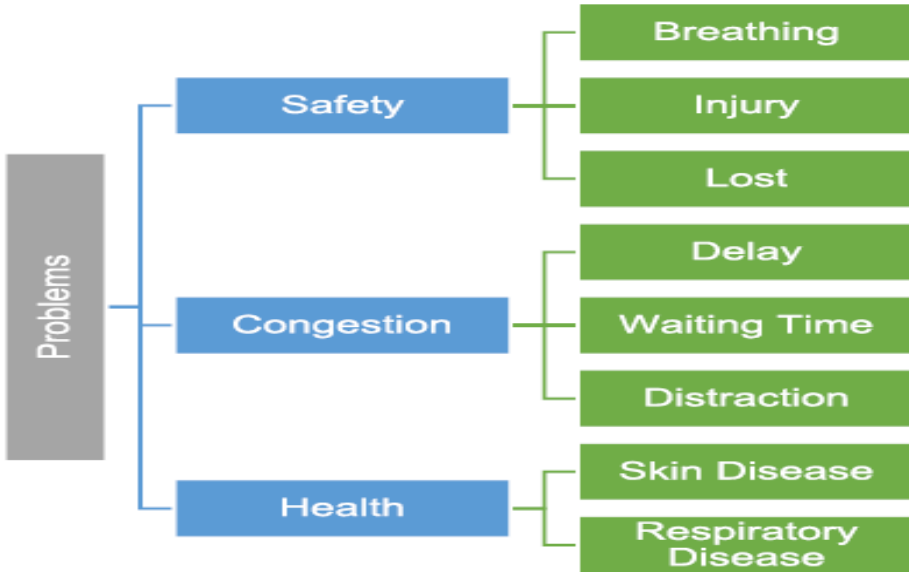 Problems
Safety
Breathing
Injury
Lost
Congestion
Delay
Waiting Time
Distraction
Health
Skin Disease
Respiratory
Disease